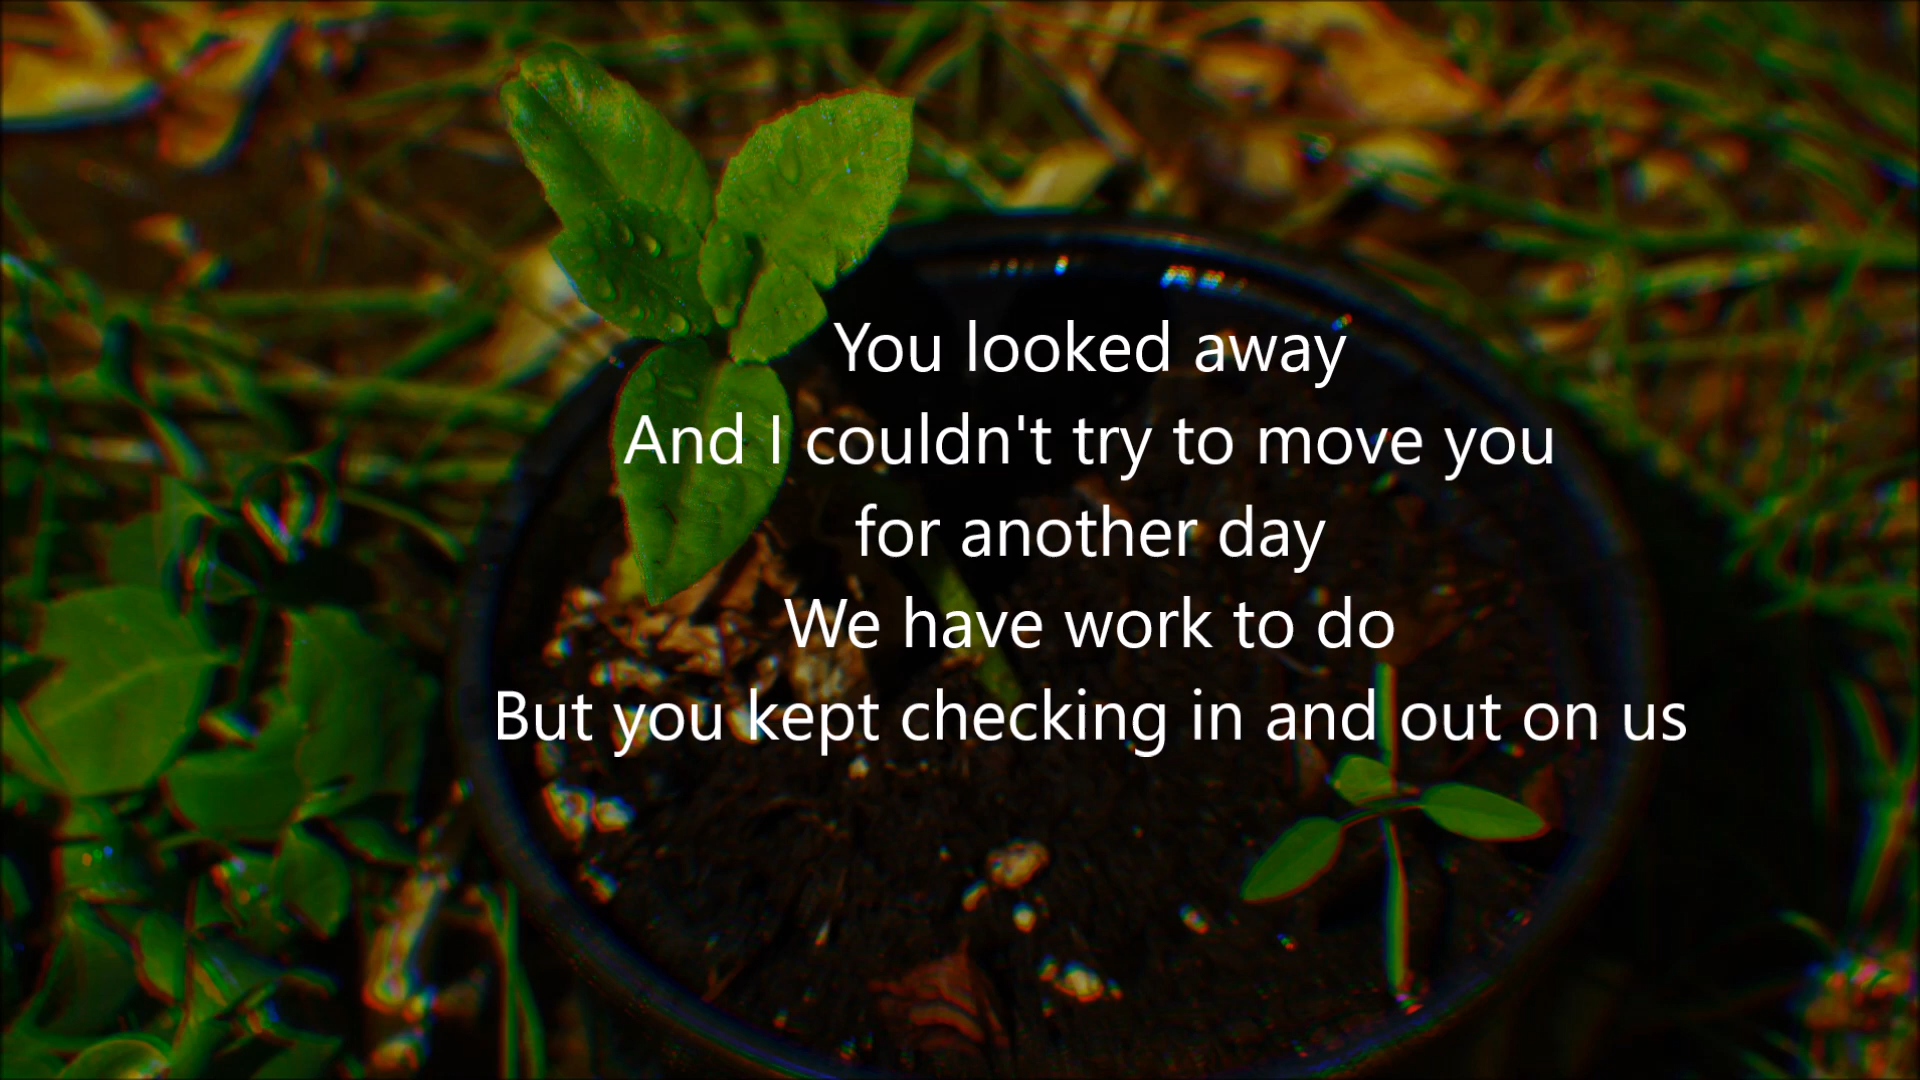 You looked away
And I couldn't try to move you
for another day
We have work to do
But you kept checking in and out on us